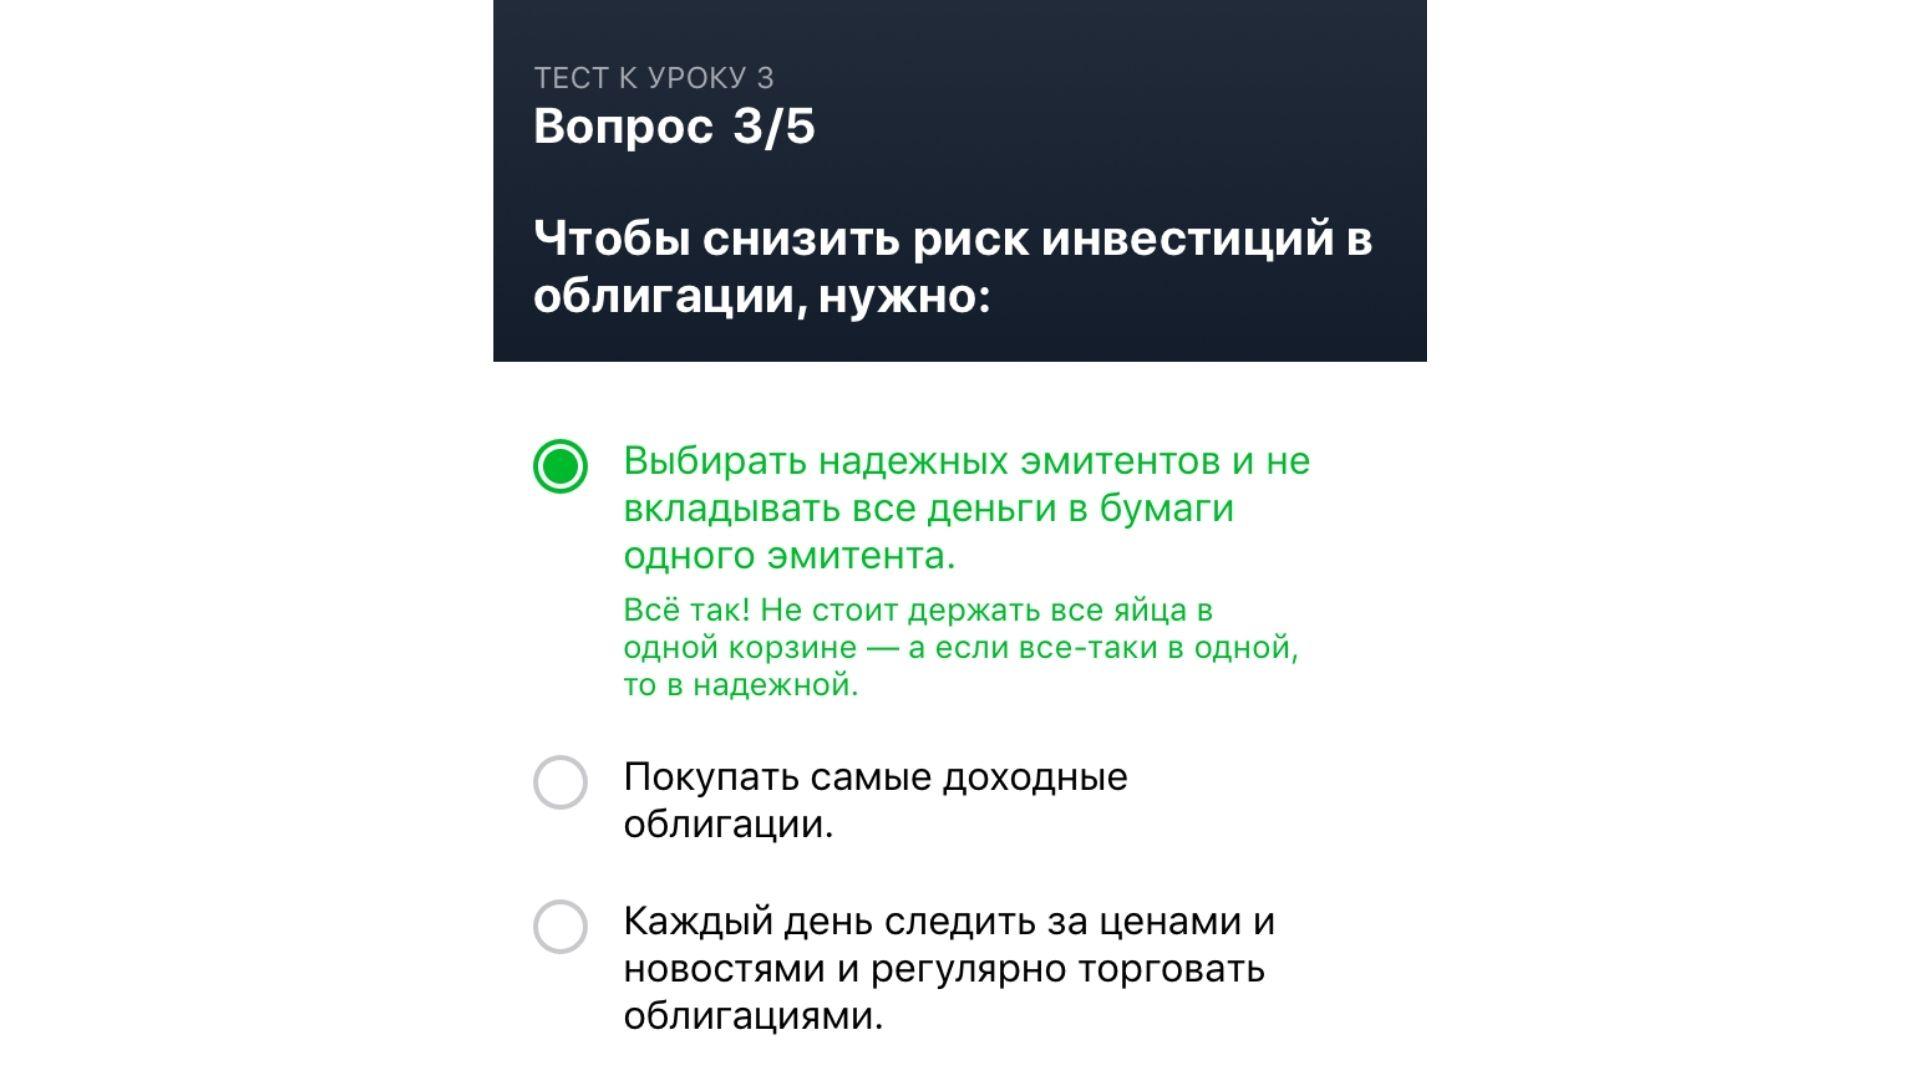 ТЕСТ К УРОКУ 3
Вопрос 3/5
Чтобы снизить риск инвестиций в
облигации, нужно:
Выбирать надежных эмитентов и не
вкладывать все деньги в бумаги
одного эмитента.
Всё так! Не стоит держать все яйца в
одной корзине — а если все-таки в одной,
то в надежной.
Покупать самые доходные
облигации.
Каждый день следить за ценами и
новостями и регулярно торговать
облигациями.